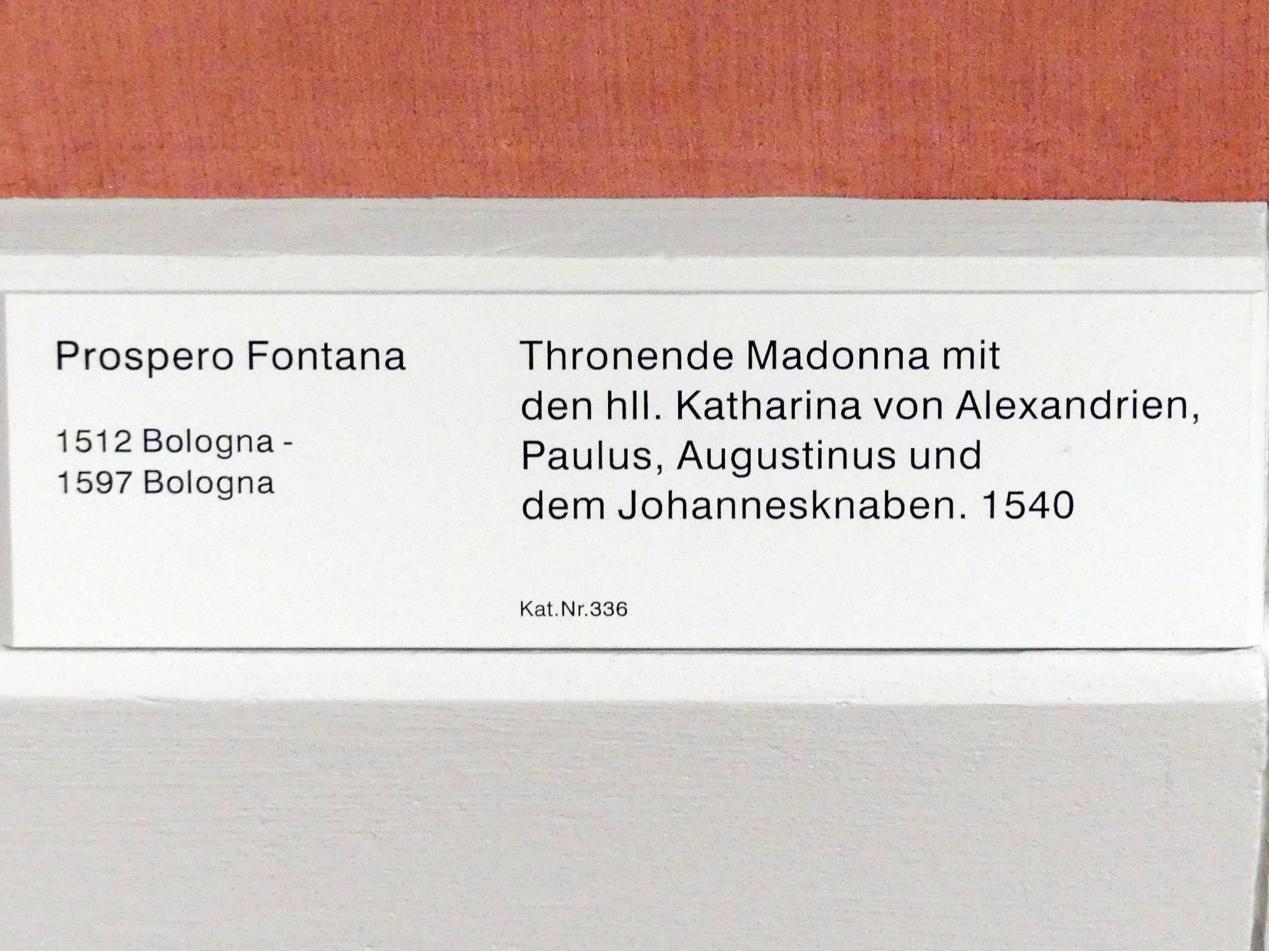 Prospero Fontana
1512 Bologna -
1597 Bologna
Thronende Madonna mit
den hll. Katharina von Alexandrien,
Paulus, Augustinus und
dem Johannesknaben. 1540
Kat.Nr.336